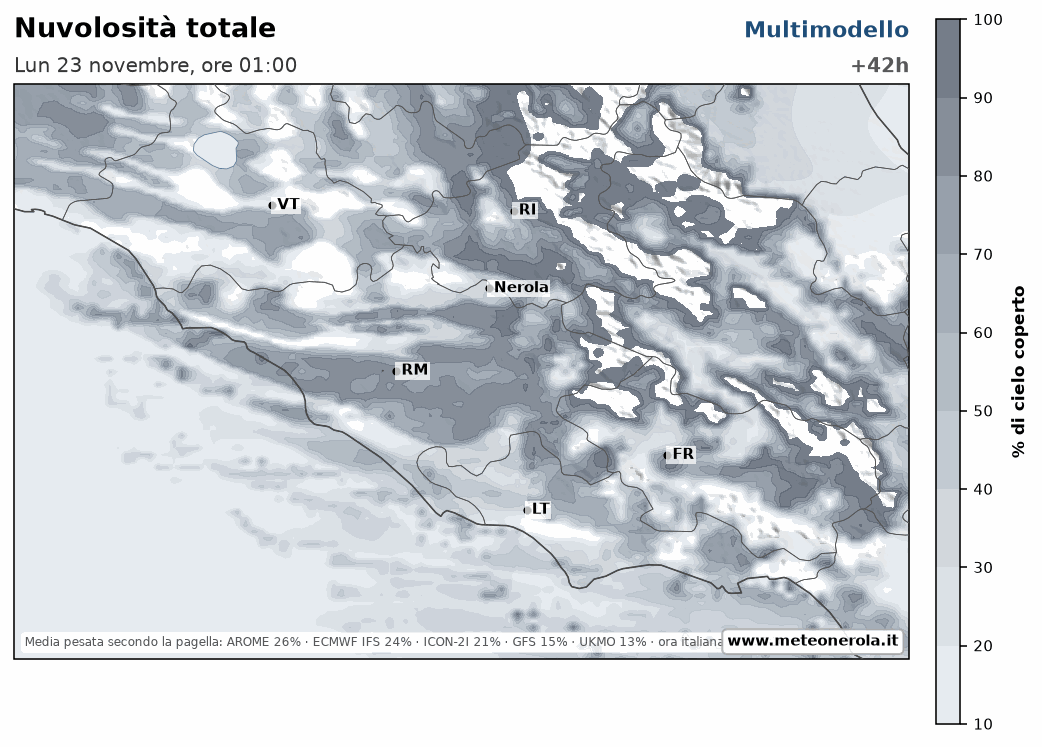 Nuvolosità totale
Multimodello
Lun 23 novembre, ore 01:00
+42h
100
90
80
70
60
50
40
30
20
10
% di cielo coperto
VT
RI
Nerola
RM
FR
LT
Media pesata secondo la pagella: AROME 26% · ECMWF IFS 24% · ICON-2I 21% · GFS 15% · UKMO 13% · ora italiana
www.meteonerola.it